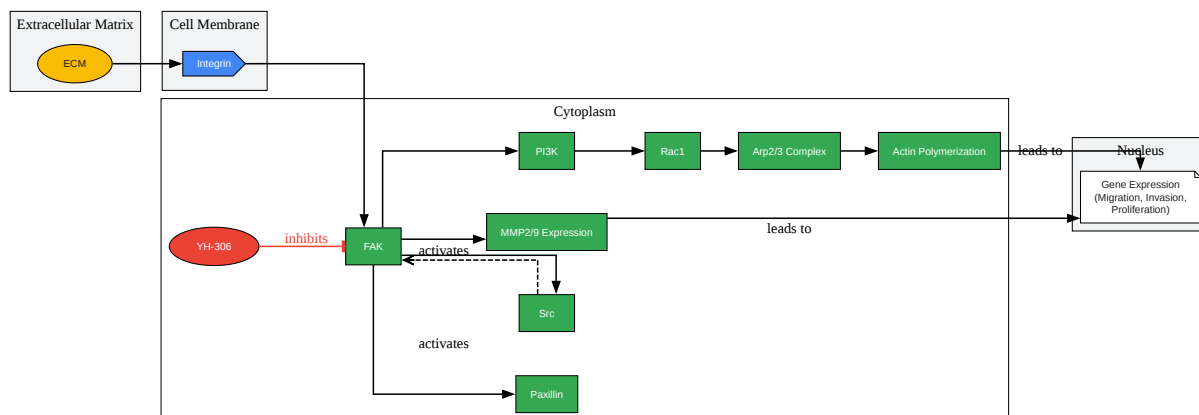 Extracellular Matrix
Cell Membrane
ECM
Integrin
Cytoplasm
PI3K
Rac1
Arp2/3 Complex
Actin Polymerization
leads to
Nucleus
Gene Expression
(Migration, Invasion,
Proliferation)
YH-306
inhibits
FAK
MMP2/9 Expression
leads to
activates
Src
activates
Paxillin